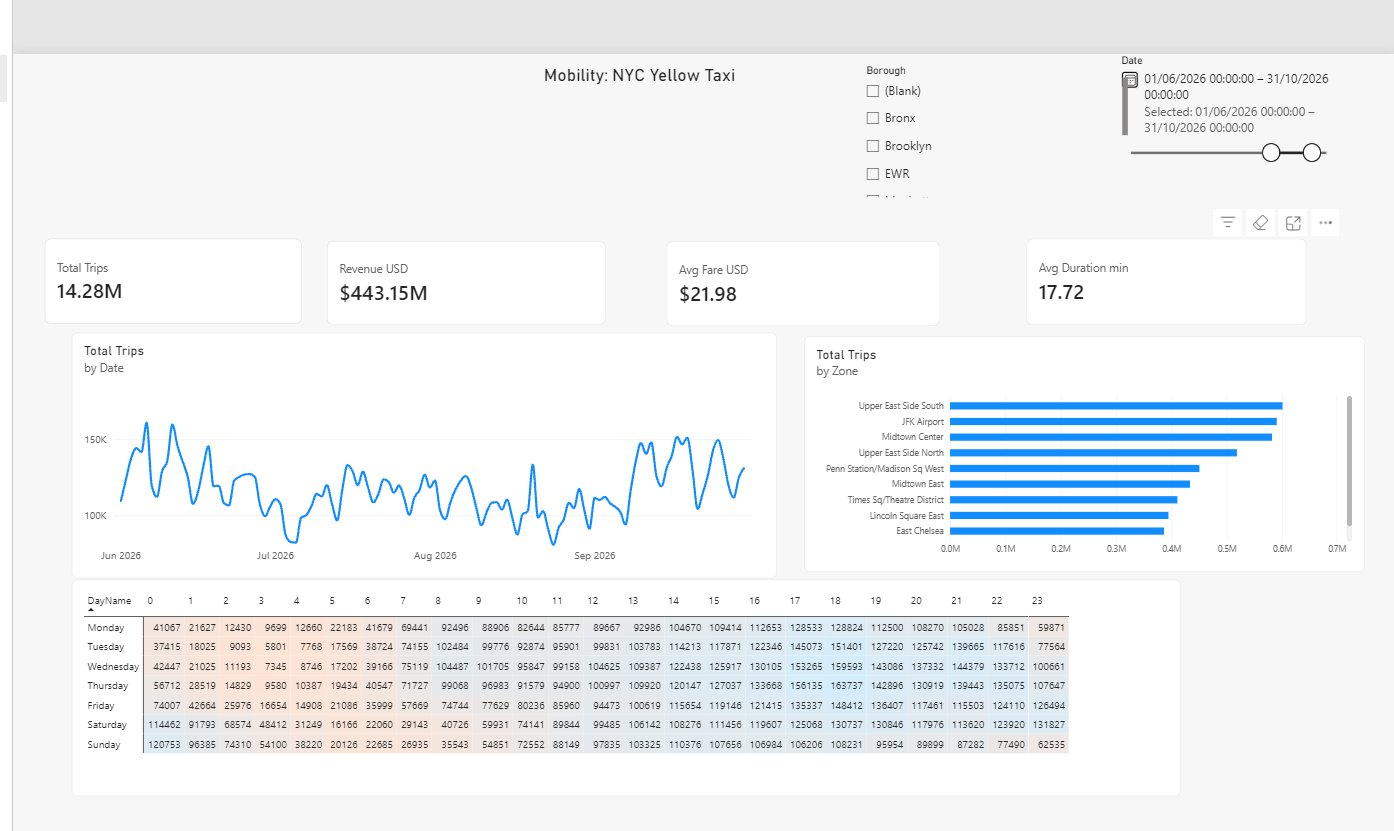 Mobility: NYC Yellow Taxi
Borough
(Blank)
Bronx
Brooklyn
EWR
Date
01/06/2026 00:00:00 – 31/10/2026
00:00:00
Selected: 01/06/2026 00:00:00 –
31/10/2026 00:00:00
Total Trips
14.28M
Revenue USD
$443.15M
Avg Fare USD
$21.98
Avg Duration min
17.72
Total Trips
by Date
150K
100K
Jun 2026 Jul 2026 Aug 2026 Sep 2026
Total Trips
by Zone
Upper East Side South
JFK Airport
Midtown Center
Upper East Side North
Penn Station/Madison Sq West
Midtown East
Times Sq/Theatre District
Lincoln Square East
East Chelsea
0.0M 0.1M 0.2M 0.3M 0.4M 0.5M 0.6M 0.7M
DayName 0 1 2 3 4 5 6 7 8 9 10 11 12 13 14 15 16 17 18 19 20 21 22 23
Monday 41067 21627 12430 9699 12660 22183 41679 69441 92496 88906 82644 85777 89667 92986 104670 109414 112653 128533 128824 112500 108270 105028 85851 59871
Tuesday 37415 18025 9093 5801 7768 17569 38724 74155 102484 99776 92874 95901 99831 103783 114213 117871 122346 145073 151401 127220 125742 139665 117616 77564
Wednesday 42447 21025 11193 7345 8746 17202 39166 75119 104487 101705 95847 99158 104625 109387 122438 125917 130105 153265 159593 143086 137332 144379 133712 100661
Thursday 56712 28519 14829 9580 10387 19434 40547 71727 99068 96983 91579 94900 100997 109920 120147 127037 133668 156135 163737 142896 130919 139443 135075 107647
Friday 74007 42664 25976 16654 14908 21086 35999 57669 74744 77629 80236 85960 94473 100619 115654 119146 121415 135337 148412 136407 117461 115503 124110 126494
Saturday 114462 91793 68574 48412 31249 16166 22060 29143 40726 59931 74141 89844 99485 106142 108276 111456 119607 125068 130737 130846 117976 113620 123920 131827
Sunday 120753 96385 74310 54100 38220 20126 22685 26935 35543 54851 72552 88149 97835 103325 110376 107656 106984 106206 108231 95954 89899 87282 77490 62535